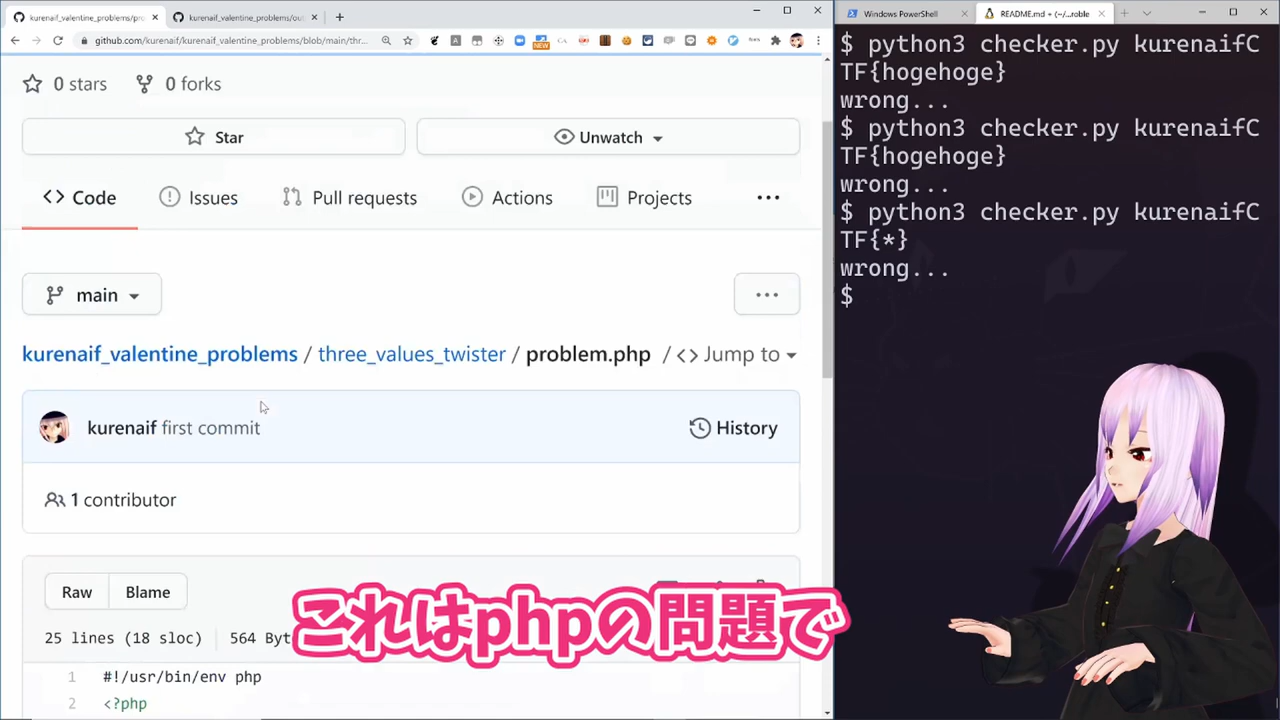 kurenaif_valentine_problems/pro
kurenaif_valentine_problems/out
github.com/kurenaif/kurenaif_valentine_problems/blob/main/thr...
NEW
0 stars
0 forks
Star
Unwatch
Code
Issues
Pull requests
Actions
Projects
main
kurenaif_valentine_problems / three_values_twister / problem.php / <> Jump to
kurenaif first commit
History
1 contributor
Raw
Blame
25 lines (18 sloc)
564 Byt
1 #!/usr/bin/env php
2 <?php
これはphpの問題で
Windows PowerShell
README.md + (~/...roble
$ python3 checker.py kurenaifC
TF{hogehoge}
wrong...
$ python3 checker.py kurenaifC
TF{hogehoge}
wrong...
$ python3 checker.py kurenaifC
TF{*}
wrong...
$